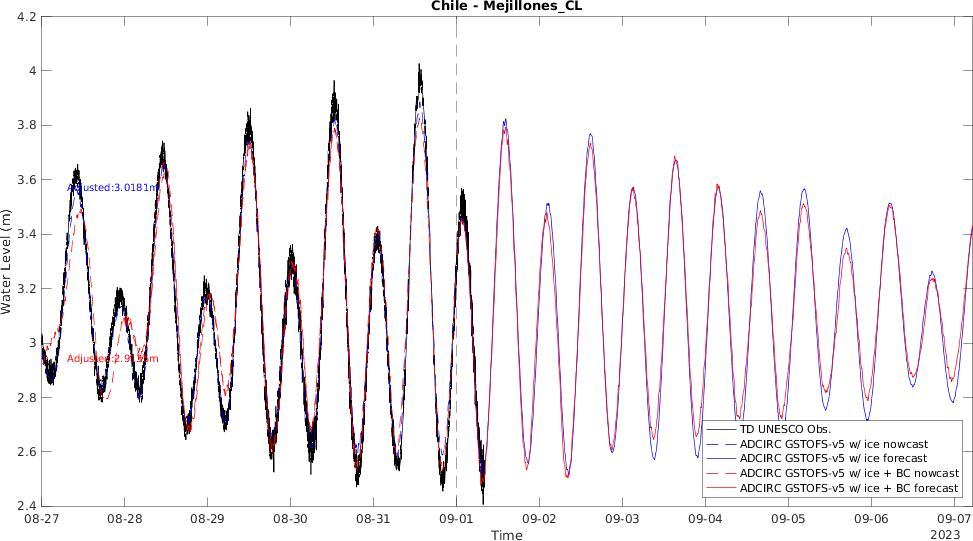 Chile - Mejillones_CL
4.2
4
3.8
3.6
3.4
3.2
3
2.8
2.6
2.4
Water Level (m)
Adjusted:3.0181m
TD UNESCO Obs.
ADCIRC GSTOFS-v5 w/ ice nowcast
ADCIRC GSTOFS-v5 w/ ice forecast
ADCIRC GSTOFS-v5 w/ ice + BC nowcast
ADCIRC GSTOFS-v5 w/ ice + BC forecast
08-27 08-28 08-29 08-30 08-31 09-01 09-02 09-03 09-04 09-05 09-06 09-07
Time
2023